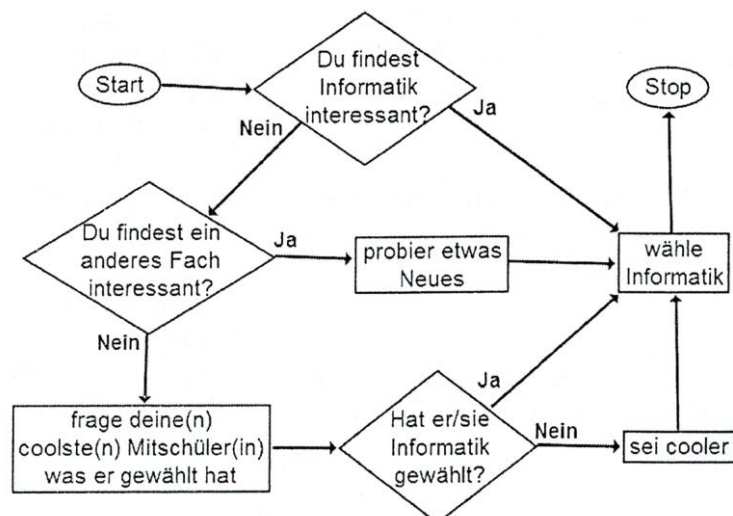 Start
Du findest
Informatik
interessant?
Stop
Nein
Ja
Du findest ein
anderes Fach
interessant?
Ja
probier etwas
Neues
wähle
Informatik
Nein
frage deine(n)
coolste(n) Mitschüler(in)
was er gewählt hat
Hat er/sie
Informatik
gewählt?
Ja
Nein
sei cooler